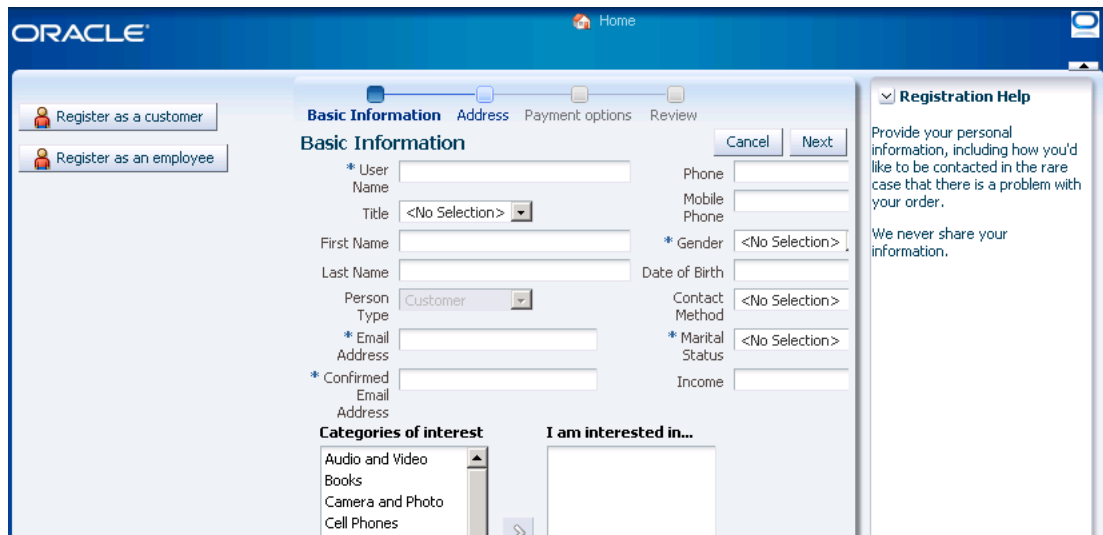 ORACLE
Home
Register as a customer
Register as an employee
Basic Information Address Payment options Review
Basic Information
Cancel Next
* User
Name
Title <No Selection>
First Name
Last Name
Person
Type Customer
* Email
Address
* Confirmed
Email
Address
Phone
Mobile
Phone
* Gender <No Selection>
Date of Birth
Contact
Method <No Selection>
* Marital
Status <No Selection>
Income
Categories of interest
Audio and Video
Books
Camera and Photo
Cell Phones
I am interested in...
Registration Help
Provide your personal
information, including how you'd
like to be contacted in the rare
case that there is a problem with
your order.
We never share your
information.